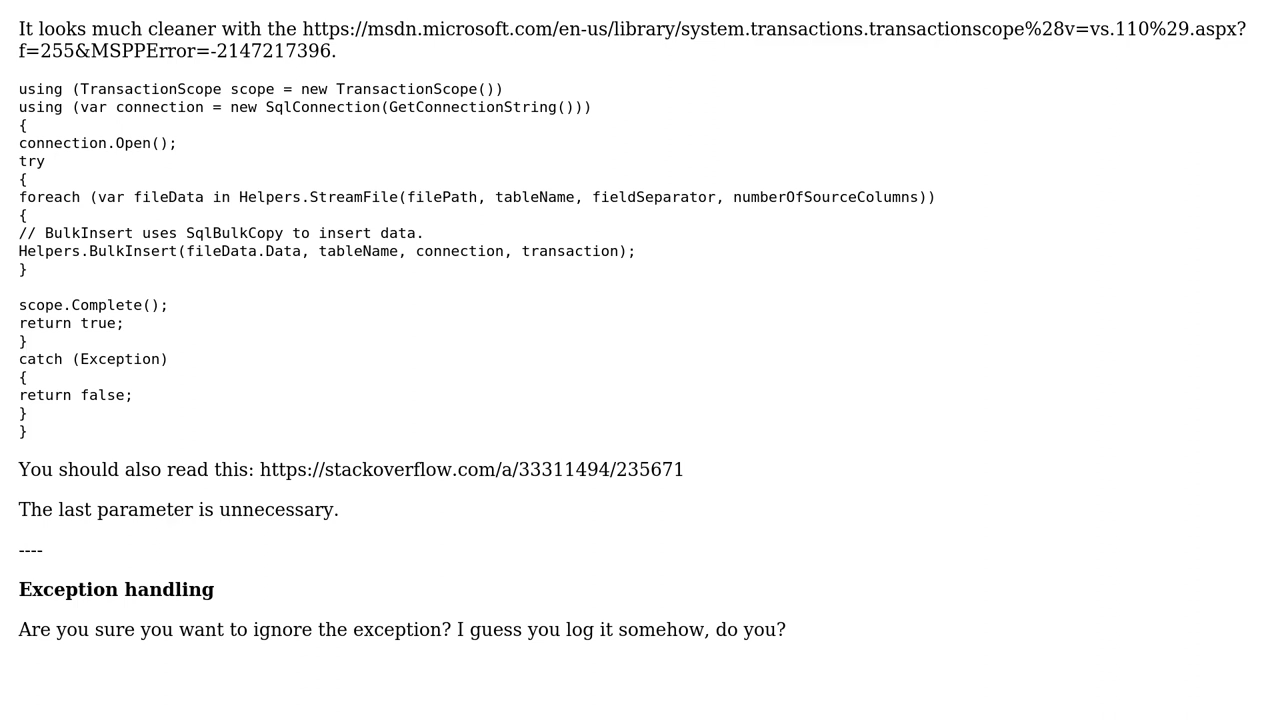 It looks much cleaner with the https://msdn.microsoft.com/en-us/library/system.transactions.transactionscope%28v=vs.110%29.aspx?
f=255&MSPPError=-2147217396.
using (TransactionScope scope = new TransactionScope())
using (var connection = new SqlConnection(GetConnectionString()))
{
connection.Open();
try
{
foreach (var fileData in Helpers.StreamFile(filePath, tableName, fieldSeparator, numberOfSourceColumns))
{
// BulkInsert uses SqlBulkCopy to insert data.
Helpers.BulkInsert(fileData.Data, tableName, connection, transaction);
}

scope.Complete();
return true;
}
catch (Exception)
{
return false;
}
}
You should also read this: https://stackoverflow.com/a/33311494/235671
The last parameter is unnecessary.
----
Exception handling
Are you sure you want to ignore the exception? I guess you log it somehow, do you?